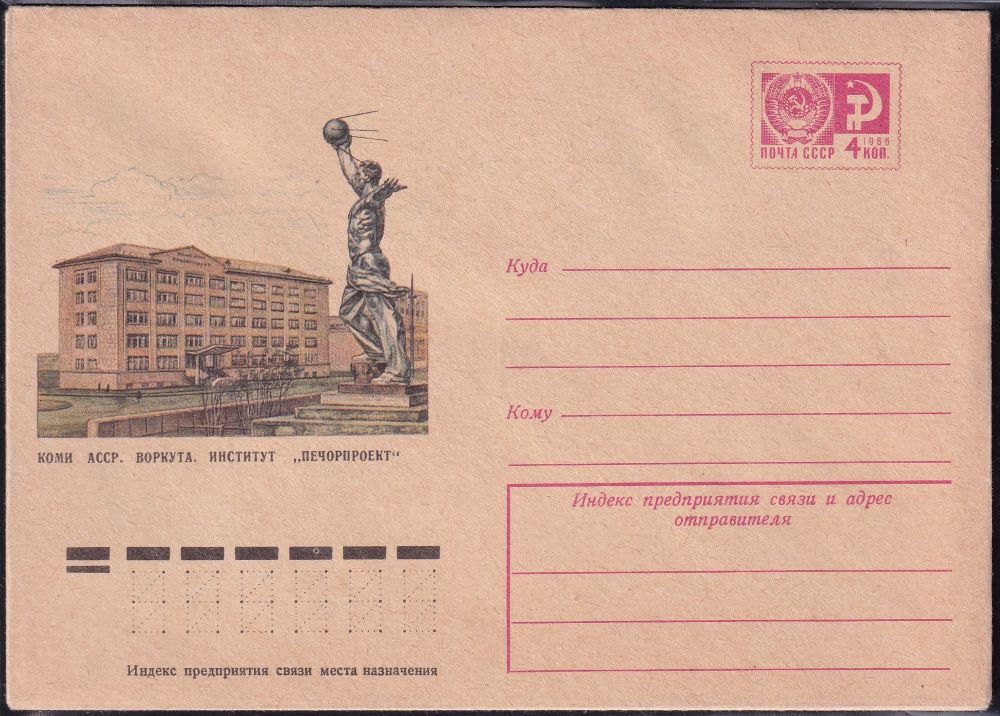 ПОЧТА СССР 4 1966 КОП.
КОМИ АССР. ВОРКУТА. ИНСТИТУТ „ПЕЧОРПРОЕКТ“
Куда
Кому
Индекс предприятия связи и адрес
отправителя
Индекс предприятия связи места назначения